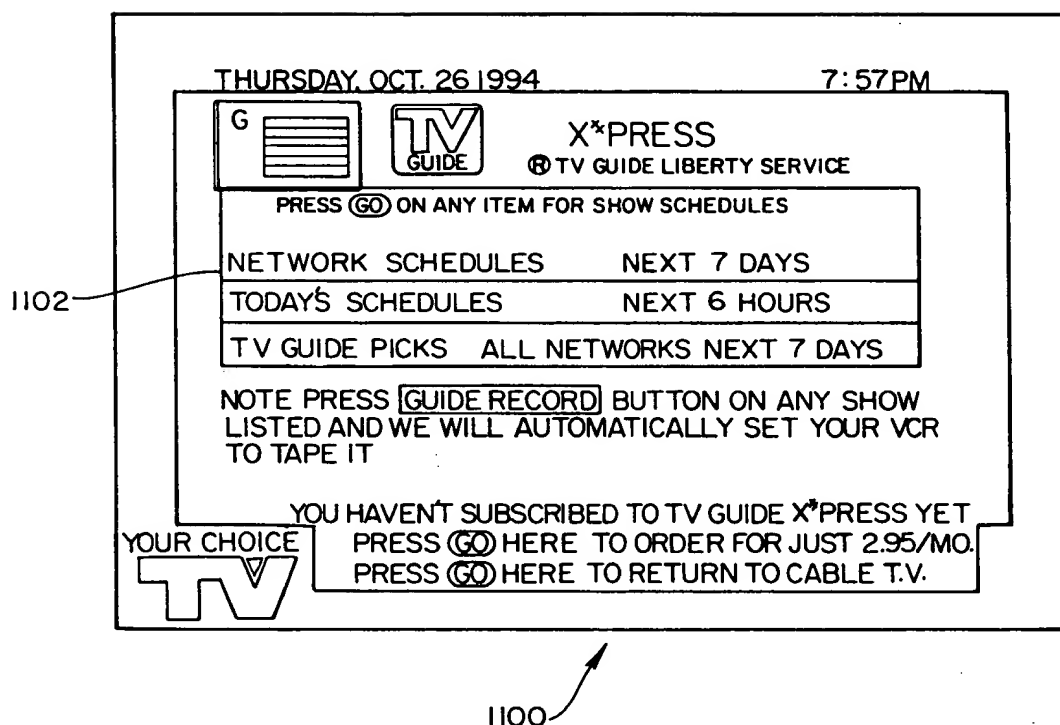 THURSDAY, OCT. 26 1994 7:57PM
G TV GUIDE X*PRESS
® TV GUIDE LIBERTY SERVICE
PRESS GO ON ANY ITEM FOR SHOW SCHEDULES
NETWORK SCHEDULES NEXT 7 DAYS
1102
TODAY'S SCHEDULES NEXT 6 HOURS
TV GUIDE PICKS ALL NETWORKS NEXT 7 DAYS
NOTE PRESS GUIDE RECORD BUTTON ON ANY SHOW
LISTED AND WE WILL AUTOMATICALLY SET YOUR VCR
TO TAPE IT
YOU HAVEN'T SUBSCRIBED TO TV GUIDE X*PRESS YET
YOUR CHOICE PRESS GO HERE TO ORDER FOR JUST 2.95/MO.
TV PRESS GO HERE TO RETURN TO CABLE T.V.
1100